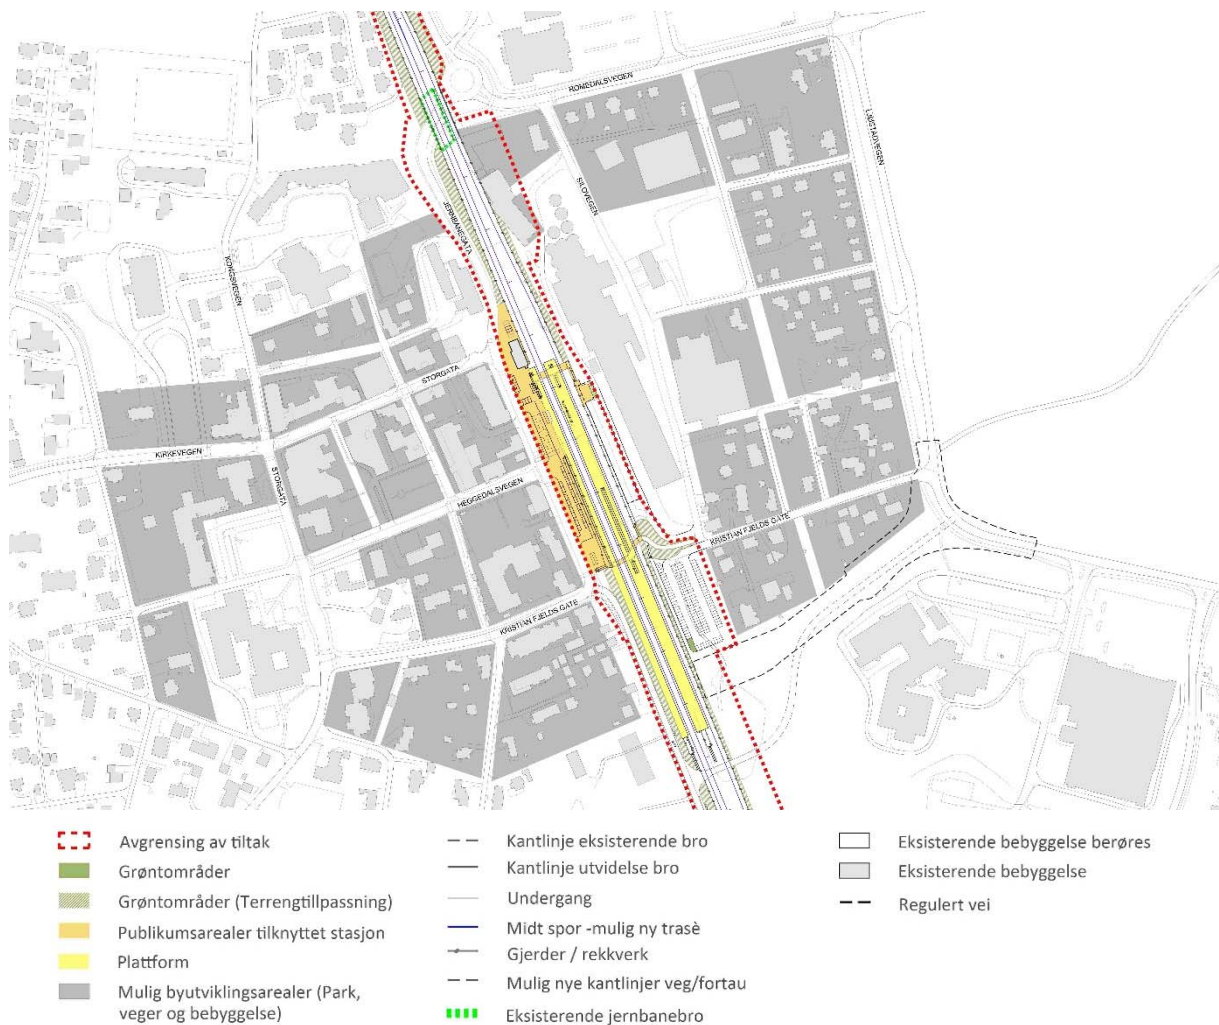 ROMEDALSVEGEN
LJØSTADVEGEN
SILOVEGEN
JERNBANEGATA
KONGSVEGEN
STORGATA
KIRKEVEGEN
STORGATA
HEGGEDALSVEGEN
KRISTIAN FJELDS GATE
KRISTIAN FJELDS GATE
Avgrensing av tiltak
Grøntområder
Grøntområder (Terrengtillpassning)
Publikumsarealer tilknyttet stasjon
Plattform
Mulig byutviklingsarealer (Park,
veger og bebyggelse)
Kantlinje eksisterende bro
Kantlinje utvidelse bro
Undergang
Midt spor -mulig ny trasè
Gjerder / rekkverk
Mulig nye kantlinjer veg/fortau
Eksisterende jernbanebro
Eksisterende bebyggelse berøres
Eksisterende bebyggelse
Regulert vei